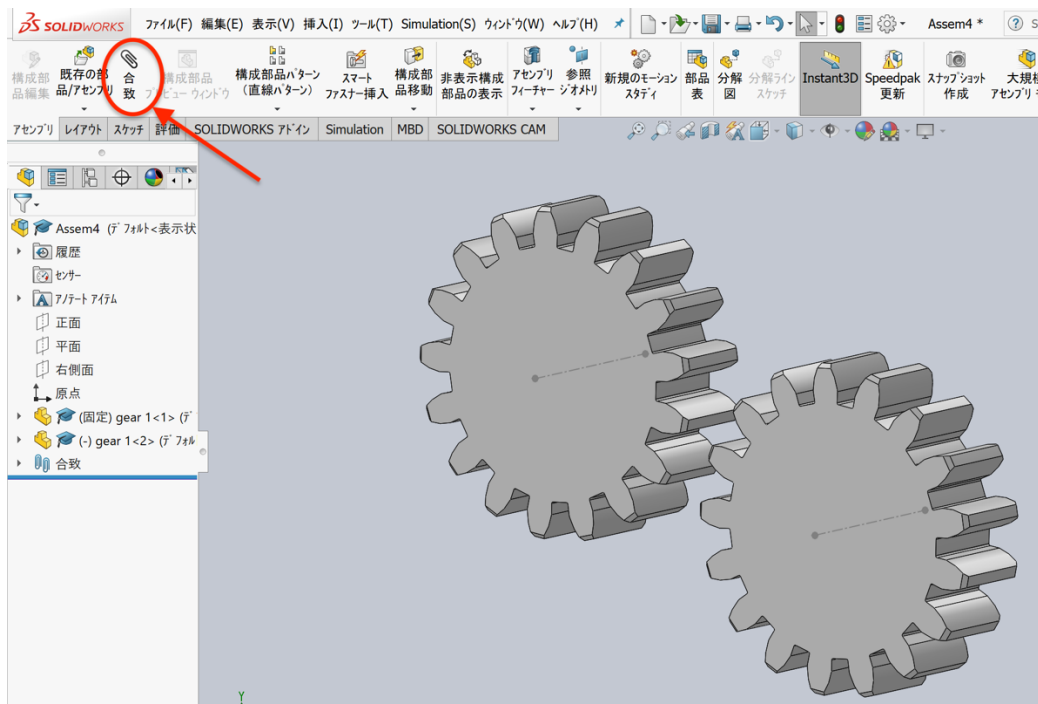 SOLIDWORKS ファイル(F) 編集(E) 表示(V) 挿入(I) ツール(T) Simulation(S) ウィンドウ(W) ヘルプ(H) Assem4 * ? S
構成部品編集
既存の部品/アセンブリ
合致
構成部品
ビュー ウィンドウ
構成部品パターン
(直線パターン)
スマート
ファスナー挿入
構成部品移動
非表示構成
部品の表示
アセンブリ
フィーチャー
参照
ジオメトリ
新規のモーション
スタディ
部品表
分解図
分解ライン
スケッチ
Instant3D
Speedpak
更新
スナップショット
作成
大規模
アセンブリ
アセンブリ レイアウト スケッチ 評価 SOLIDWORKS アドイン Simulation MBD SOLIDWORKS CAM
Assem4 (デフォルト<表示状
履歴
センサー
アノテート アイテム
正面
平面
右側面
原点
(固定) gear 1<1> (デ
(-) gear 1<2> (デフォル
合致
Y